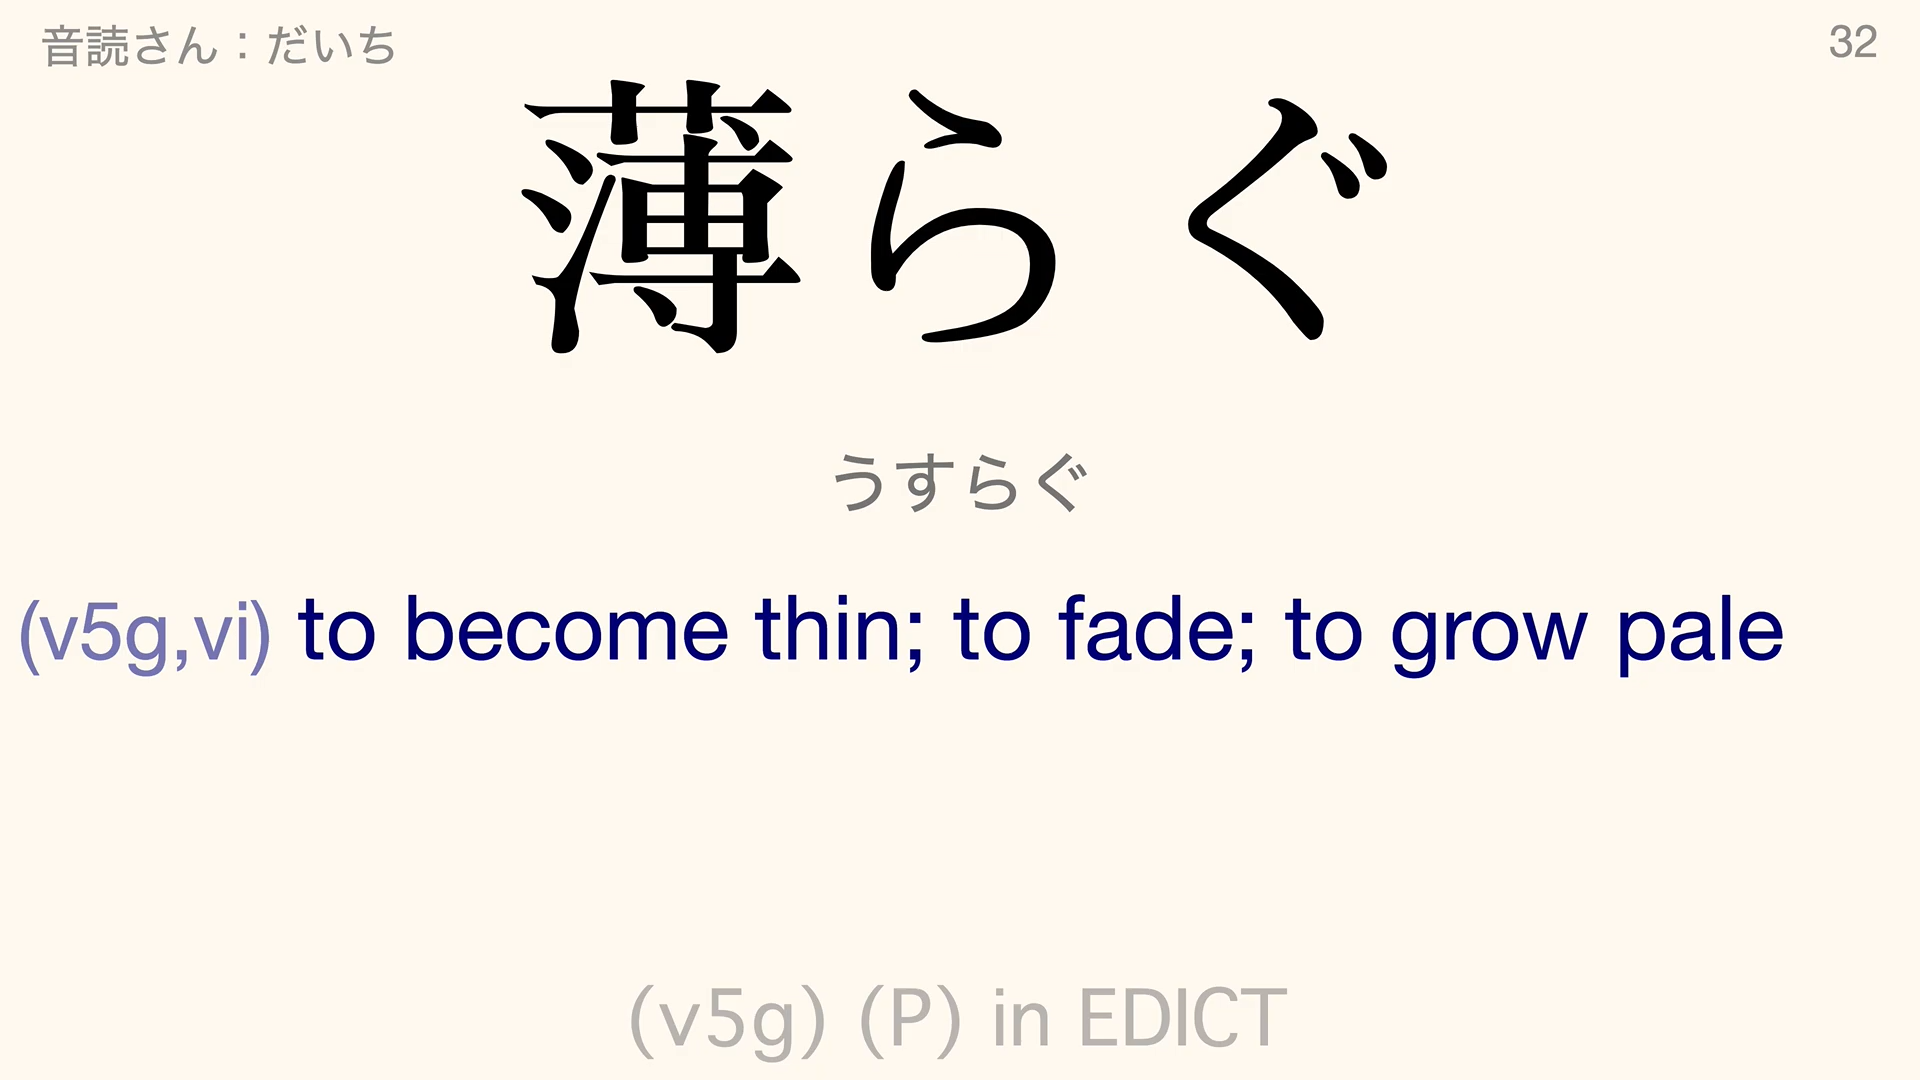 音読さん：だいち
32
薄らぐ
うすらぐ
(v5g,vi) to become thin; to fade; to grow pale
(v5g) (P) in EDICT